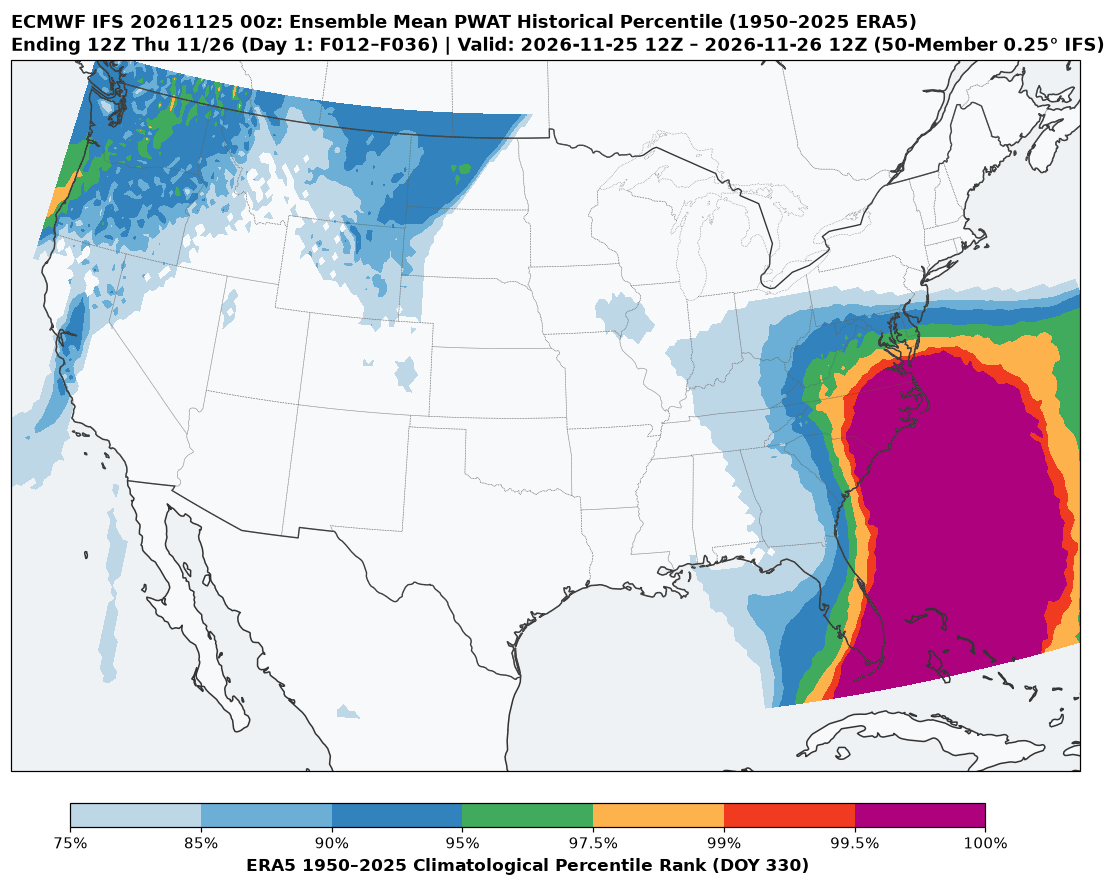 ECMWF IFS 20261125 00z: Ensemble Mean PWAT Historical Percentile (1950–2025 ERA5)
Ending 12Z Thu 11/26 (Day 1: F012–F036) | Valid: 2026-11-25 12Z – 2026-11-26 12Z (50-Member 0.25° IFS)
75% 85% 90% 95% 97.5% 99% 99.5% 100%
ERA5 1950–2025 Climatological Percentile Rank (DOY 330)